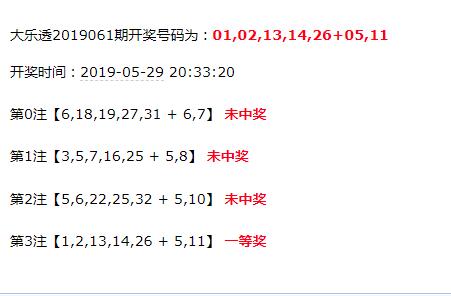 大乐透2019061期开奖号码为：01,02,13,14,26+05,11
开奖时间：2019-05-29 20:33:20
第0注【6,18,19,27,31 + 6,7】 未中奖
第1注【3,5,7,16,25 + 5,8】 未中奖
第2注【5,6,22,25,32 + 5,10】 未中奖
第3注【1,2,13,14,26 + 5,11】 一等奖